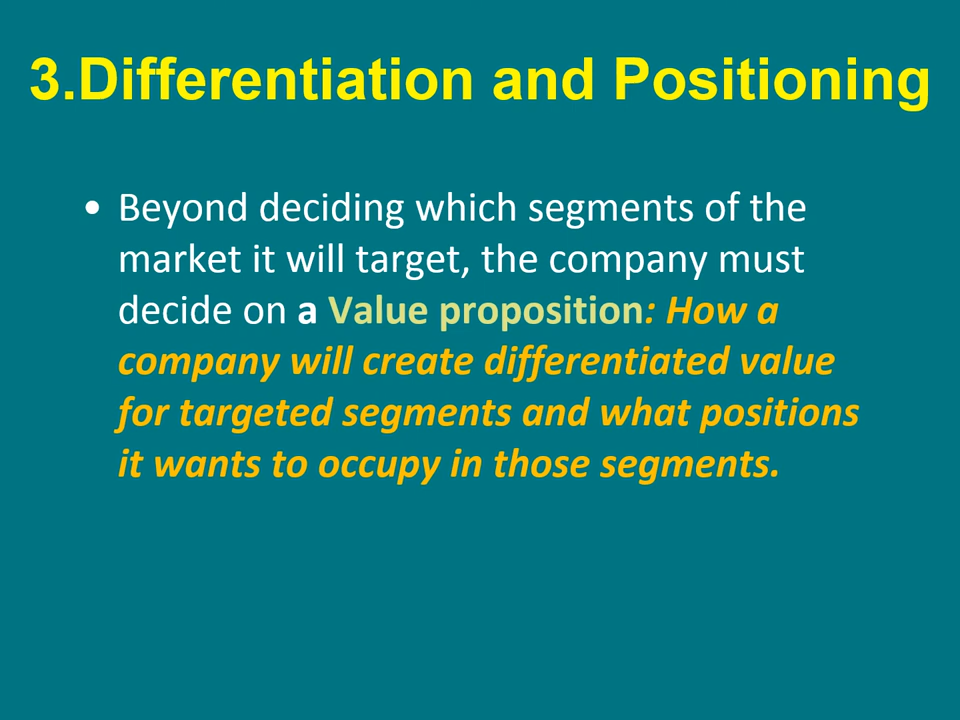 3.Differentiation and Positioning
• Beyond deciding which segments of the
market it will target, the company must
decide on a Value proposition: How a
company will create differentiated value
for targeted segments and what positions
it wants to occupy in those segments.